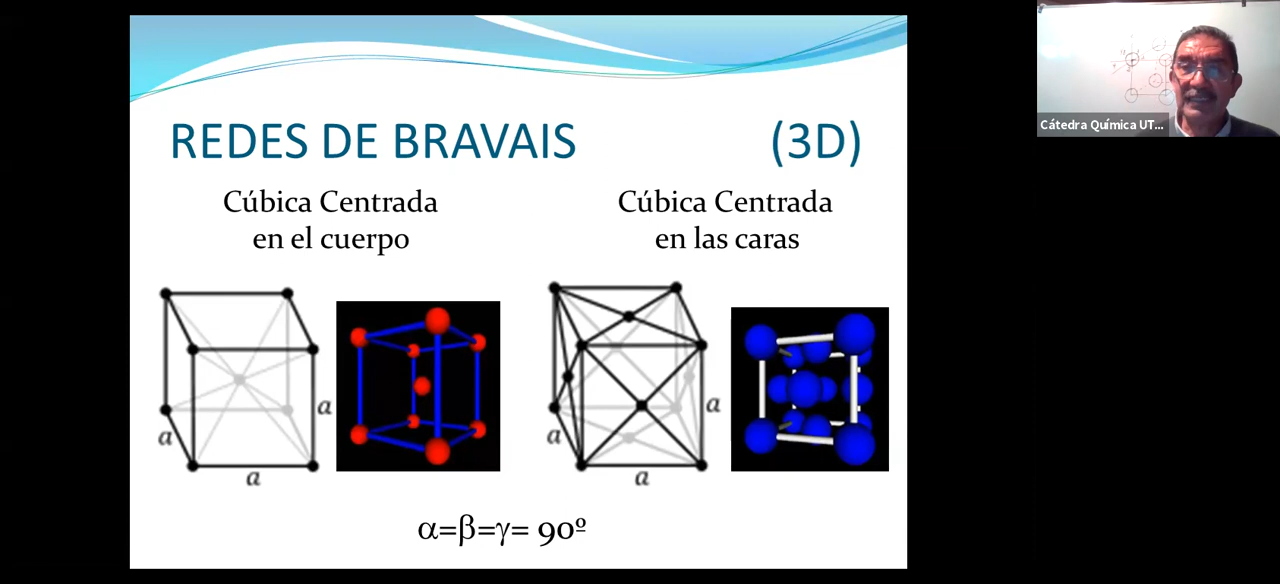 REDES DE BRAVAIS (3D)
Cúbica Centrada
en el cuerpo
Cúbica Centrada
en las caras
a
a
a
a
a
a
α=β=γ= 90º
Cátedra Química UT...